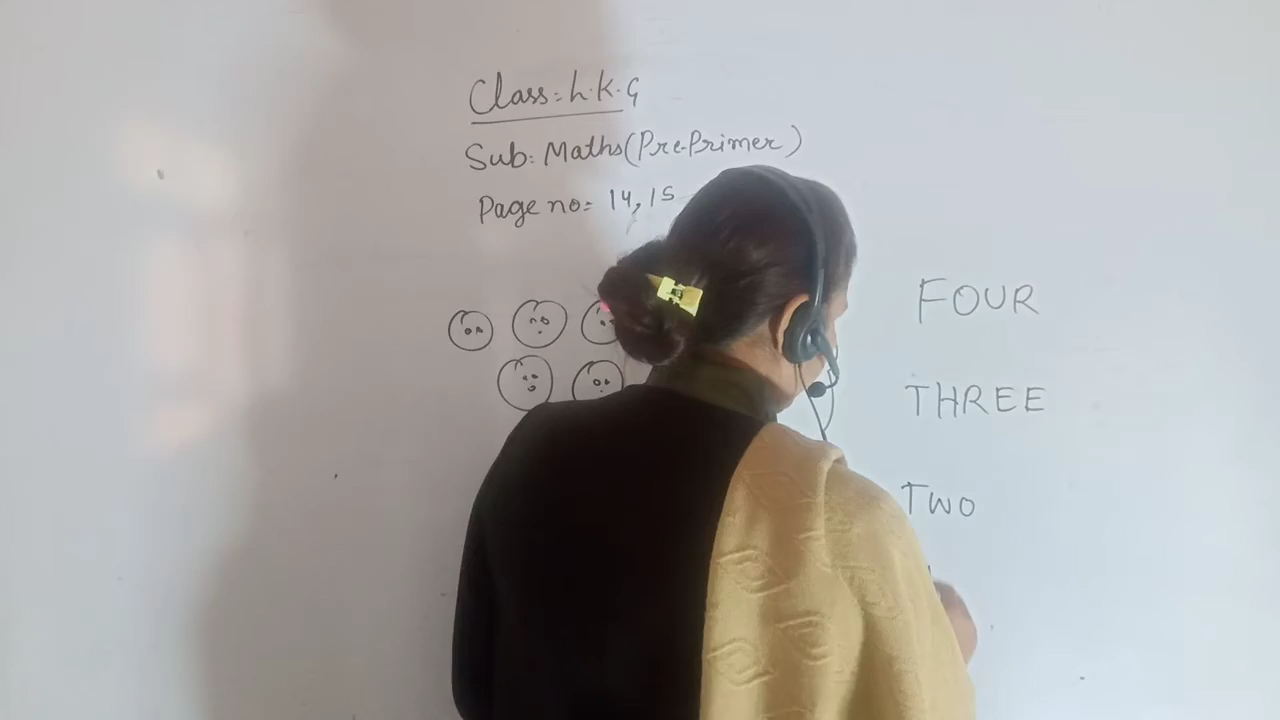 Class:- L.K.G
Sub: Maths(Pre-Primer)
Page no:- 14,15
FOUR
THREE
TWO